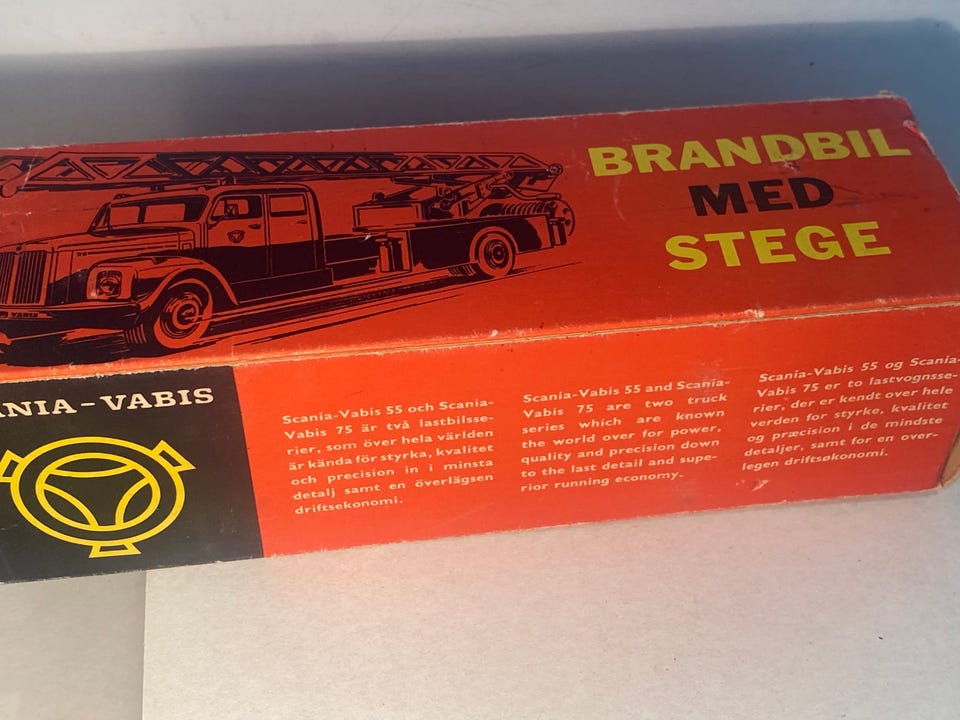 BRANDBIL
MED
STEGE
VABIS
NIA-VABIS
Scania-Vabis 55 och Scania-
Vabis 75 är två lastbilsse-
rier, som över hela världen
är kända för styrka, kvalitet
och precision in i minsta
detalj samt en överlägsen
driftsekonomi.
Scania-Vabis 55 and Scania-
Vabis 75 are two truck
series which are known
the world over for power,
quality and precision down
to the last detail and supe-
rior running economy.
Scania-Vabis 55 og Scania-
Vabis 75 er to lastvognsse-
rier, der er kendt over hele
verden for styrke, kvalitet
og præcision i de mindste
detaljer, samt for en over-
legen driftsøkonomi.